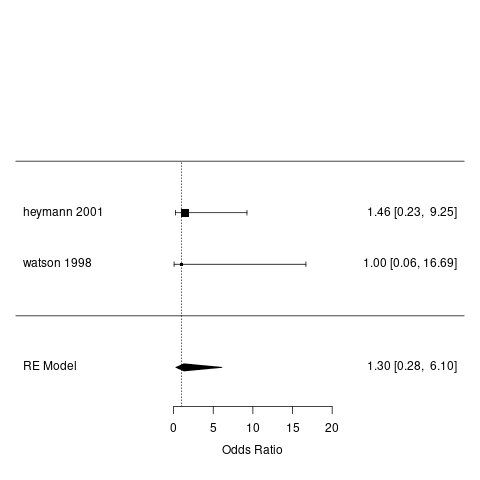 heymann 2001 1.46 [0.23, 9.25]
watson 1998 1.00 [0.06, 16.69]
RE Model 1.30 [0.28, 6.10]
0 5 10 15 20
Odds Ratio